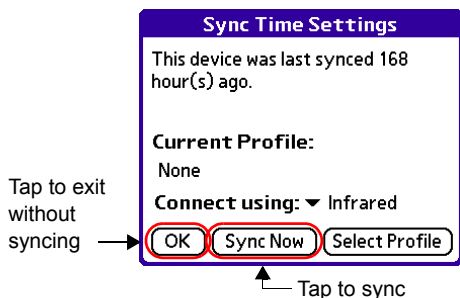 Sync Time Settings
This device was last synced 168
hour(s) ago.
Current Profile:
None
Connect using: Infrared
OK Sync Now Select Profile
Tap to exit
without
syncing
Tap to sync